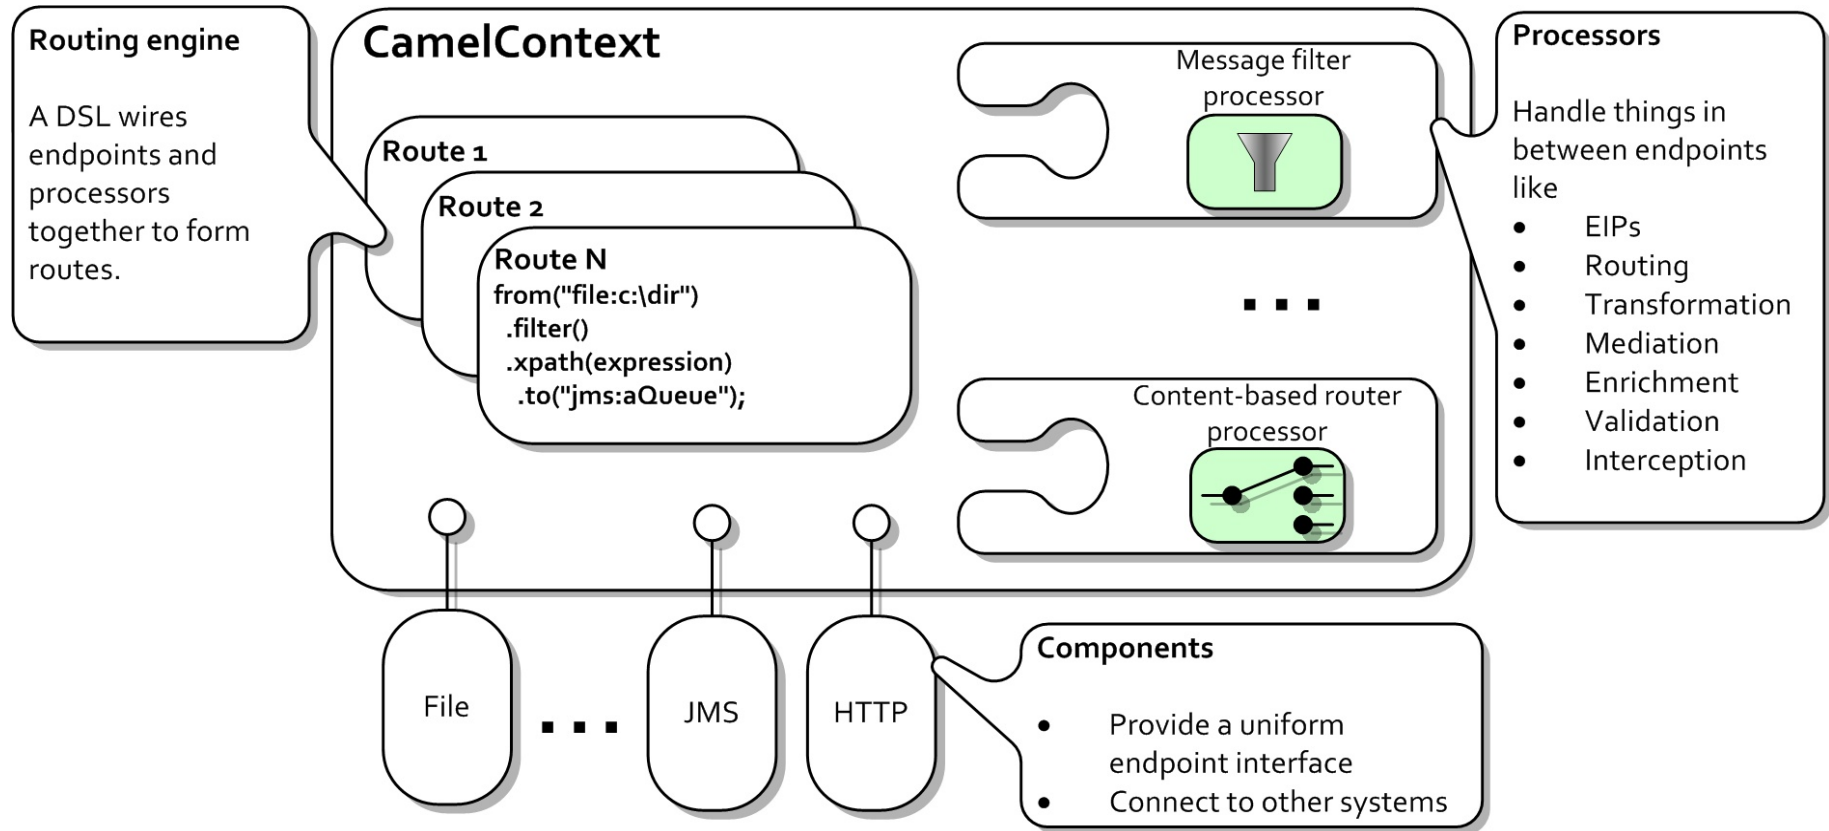 Routing engine
A DSL wires
endpoints and
processors
together to form
routes.
CamelContext
Route 1
Route 2
Route N
from("file:c:\dir")
.filter()
.xpath(expression)
.to("jms:aQueue");
Message filter
processor
...
Content-based router
processor
Processors
Handle things in
between endpoints
like
• EIPs
• Routing
• Transformation
• Mediation
• Enrichment
• Validation
• Interception
File
...
JMS
HTTP
Components
• Provide a uniform
endpoint interface
• Connect to other systems